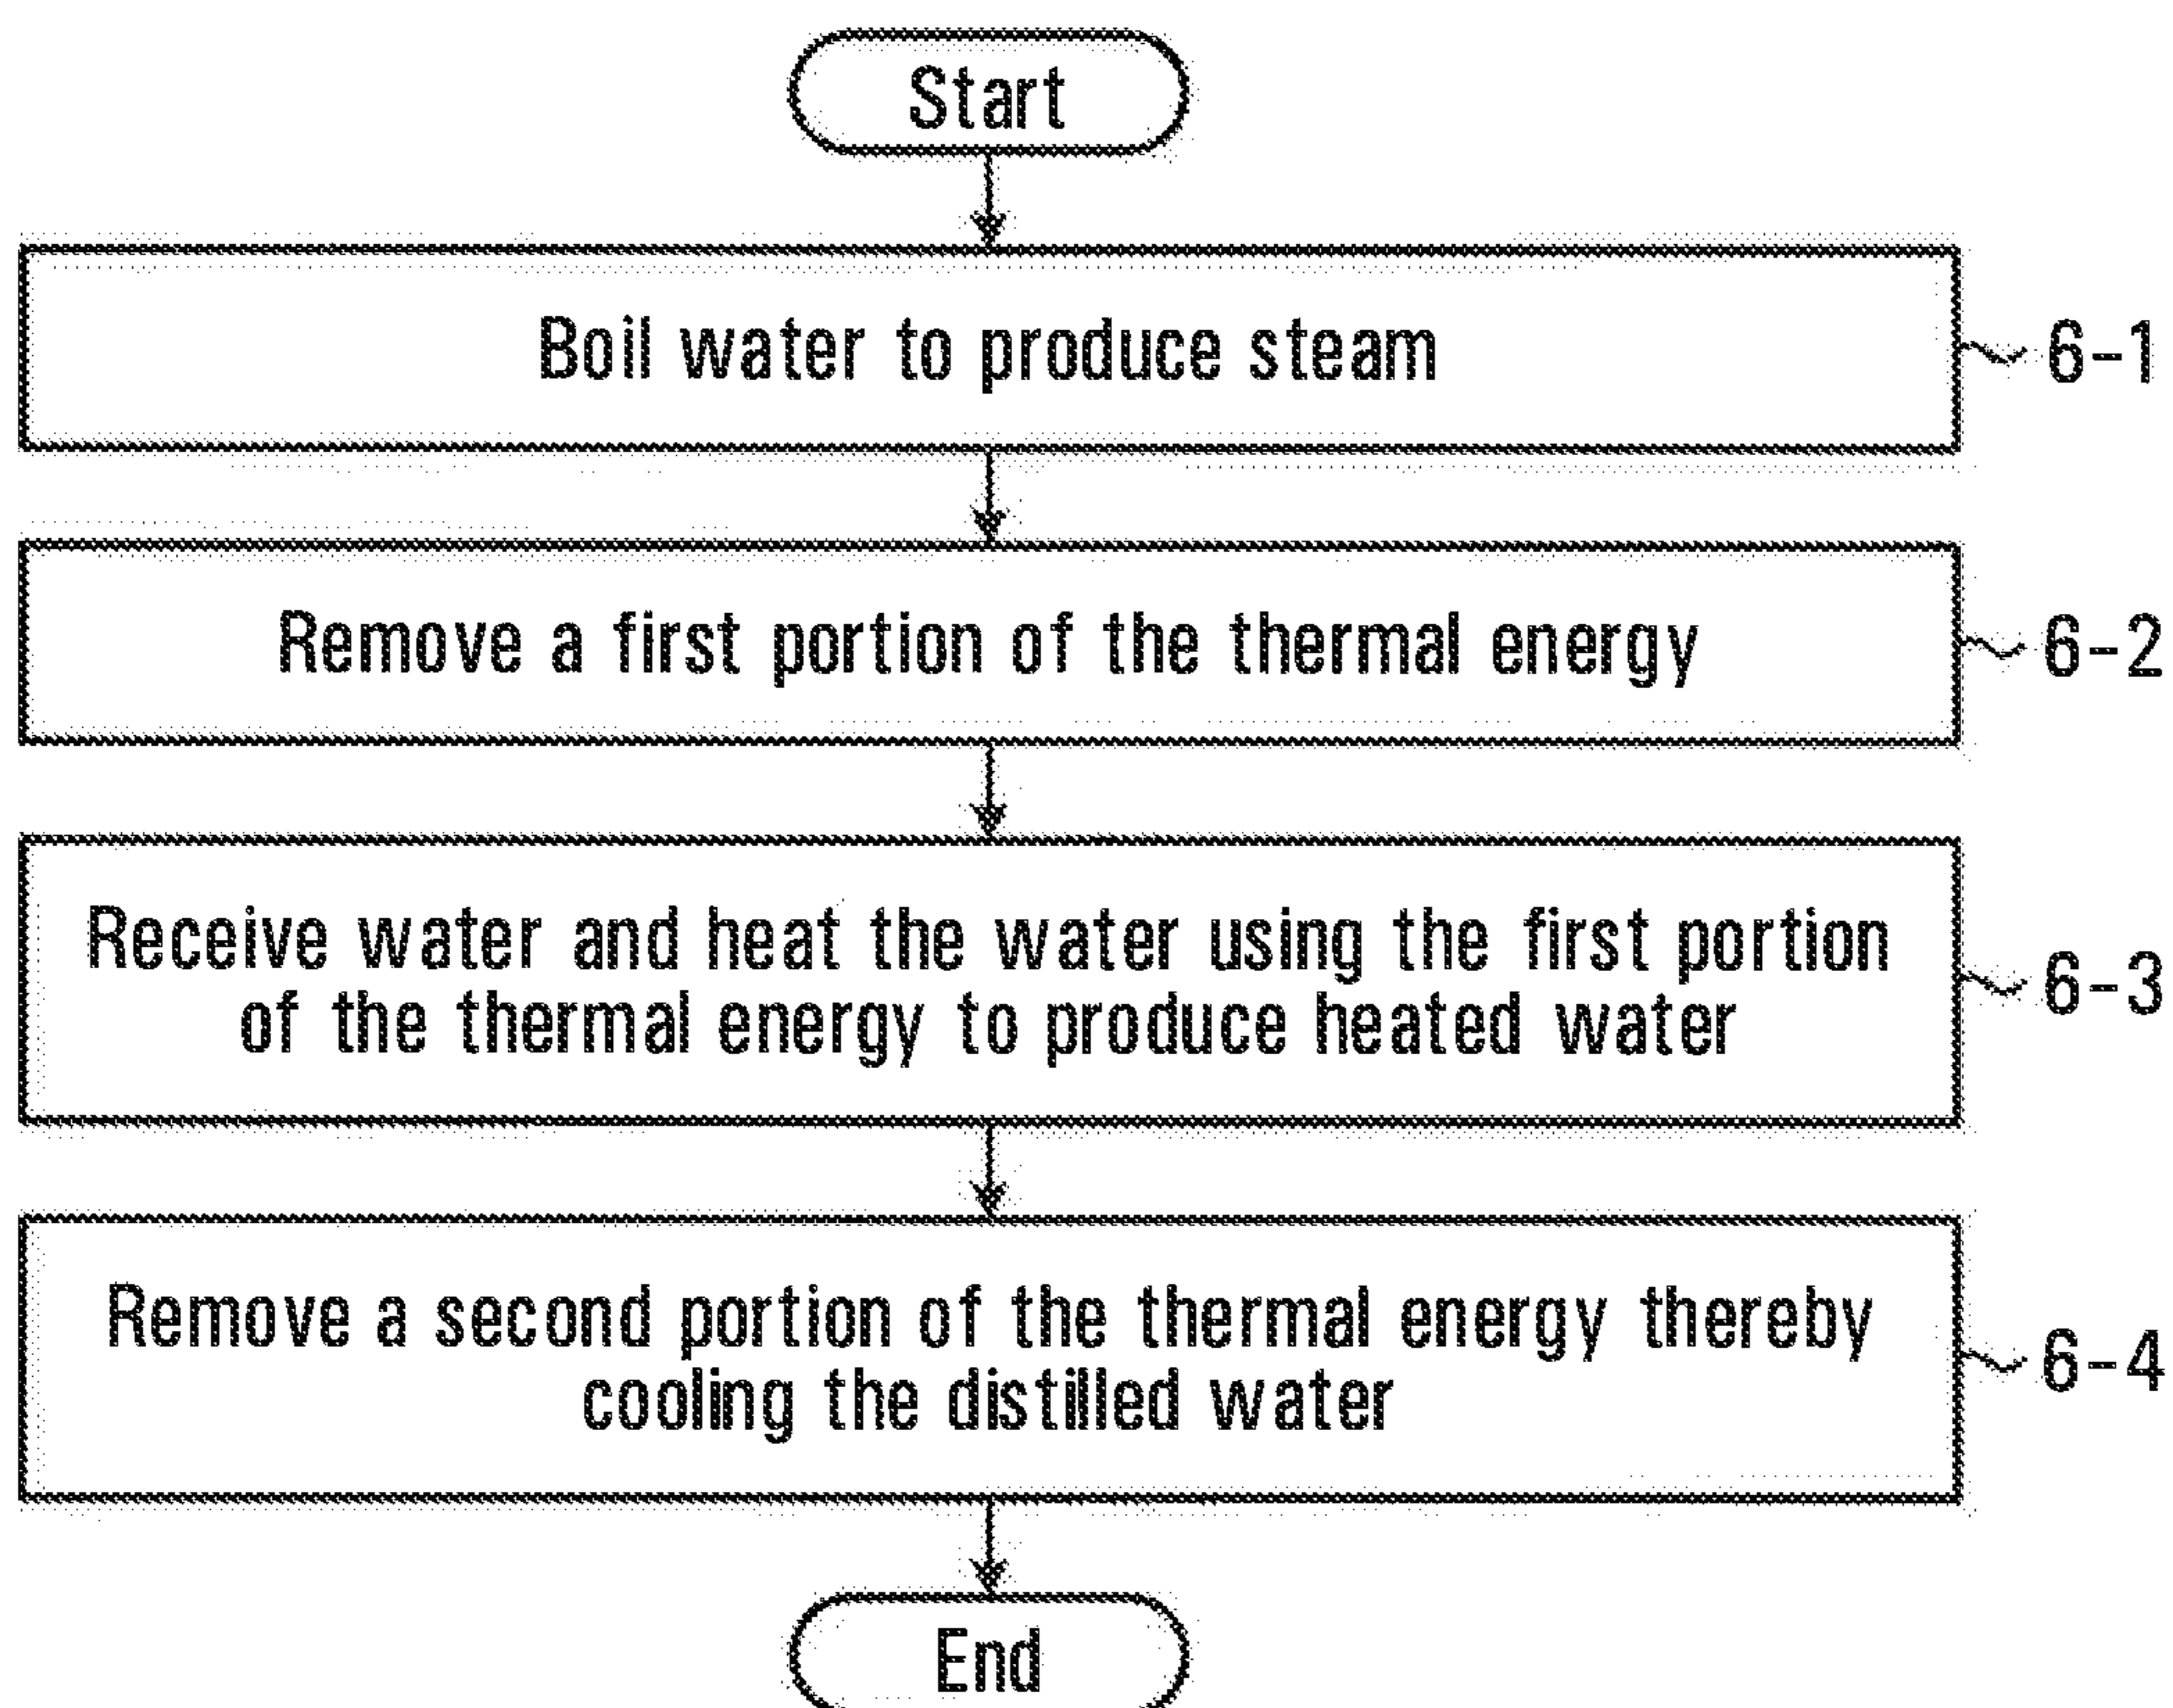 Start
Boil water to produce steam
6-1
Remove a first portion of the thermal energy
6-2
Receive water and heat the water using the first portion
of the thermal energy to produce heated water
6-3
Remove a second portion of the thermal energy thereby
cooling the distilled water
6-4
End